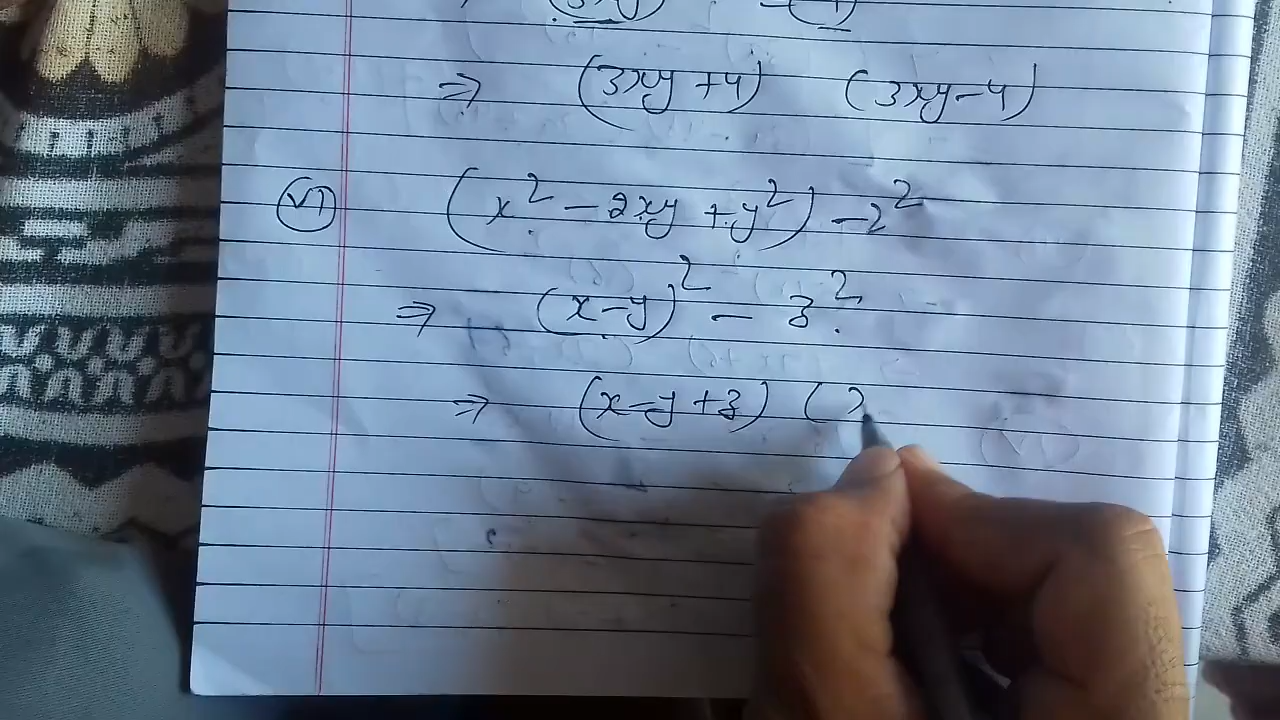 ⇒ (3xy+4) (3xy-4)
(VI) (x² - 2xy + y²) - z²
⇒ (x-y)² - z²
⇒ (x-y+z) (x